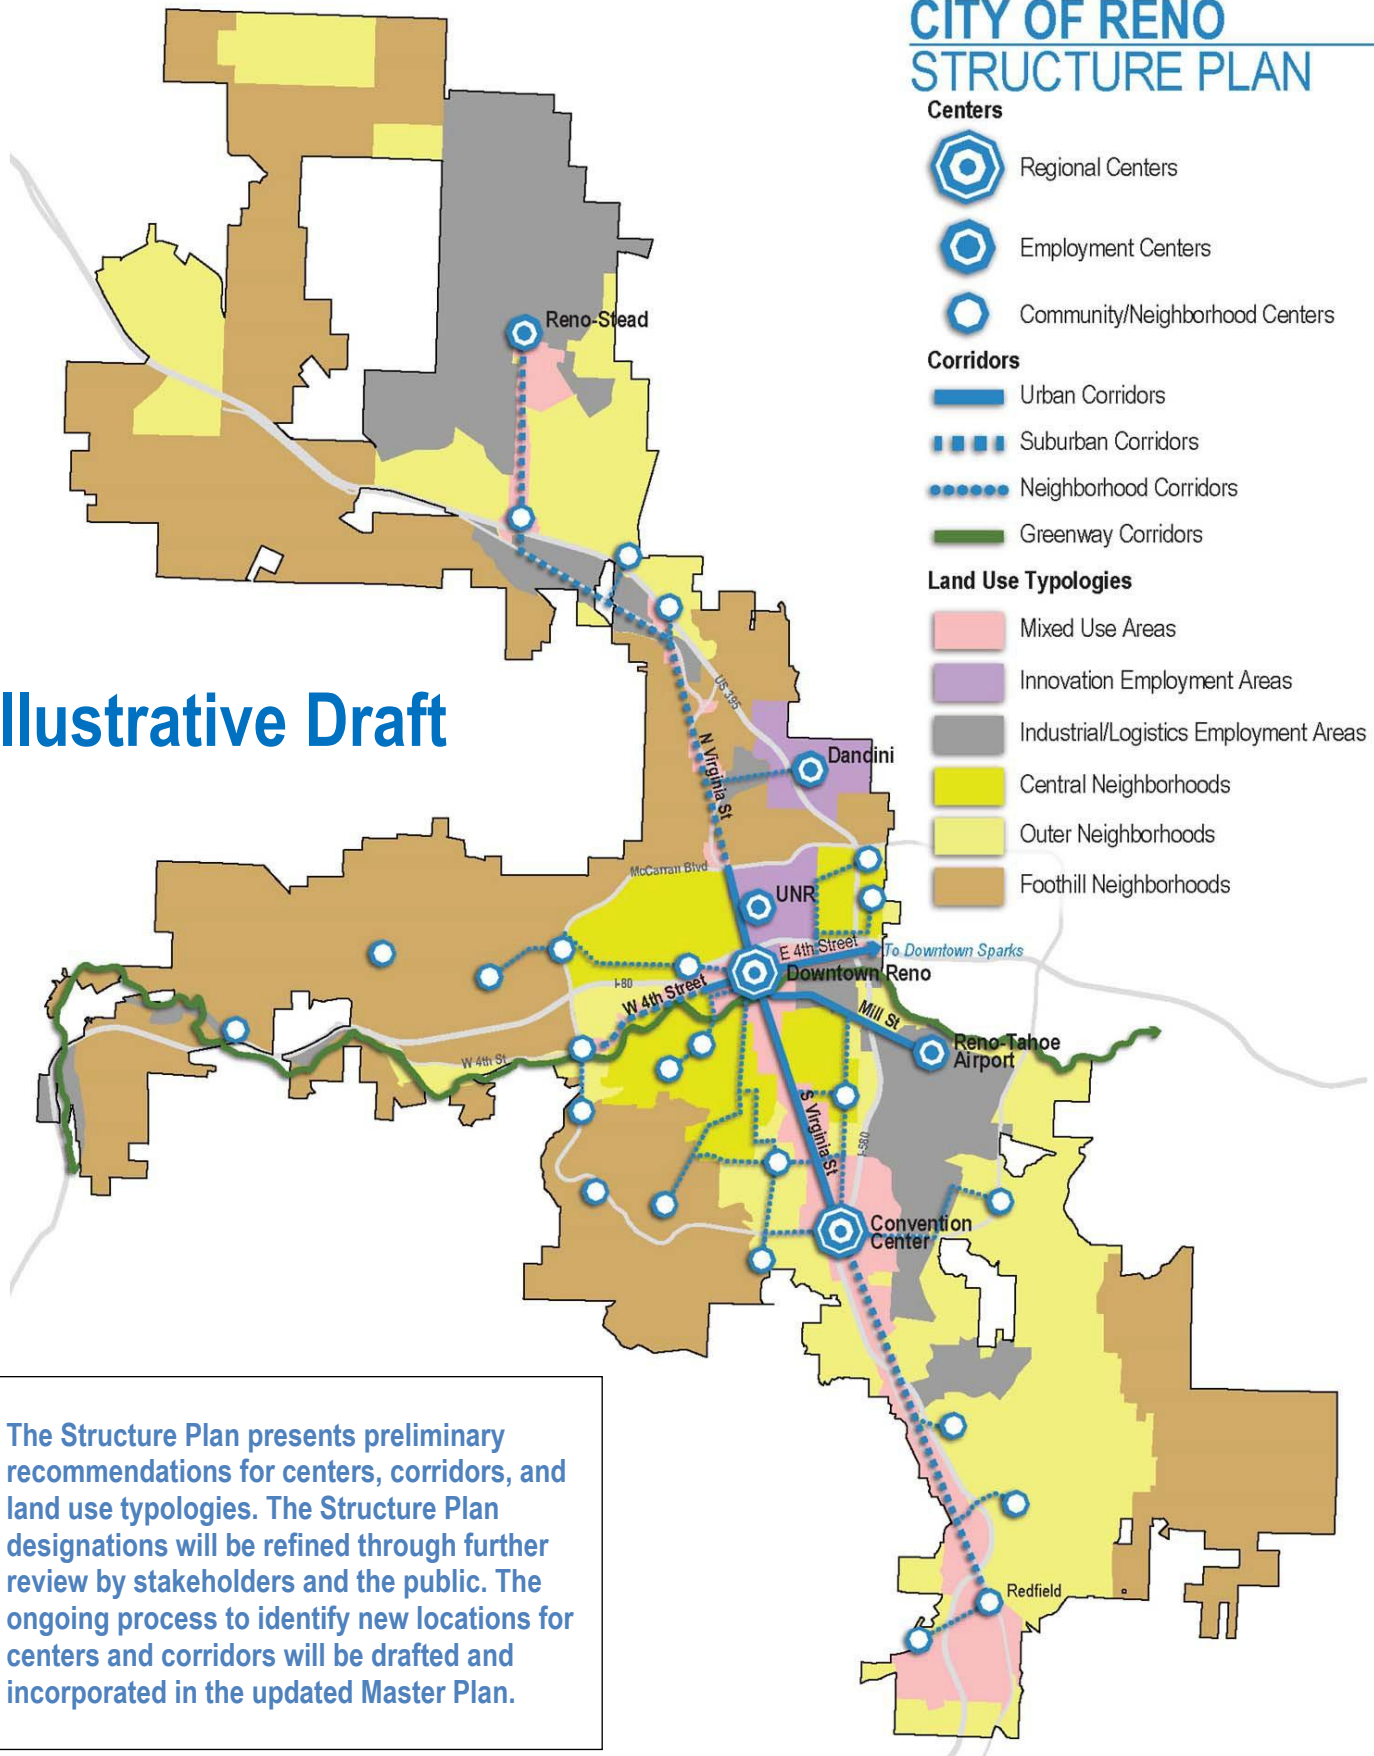 CITY OF RENO
STRUCTURE PLAN
Centers
Regional Centers
Employment Centers
Community/Neighborhood Centers
Corridors
Urban Corridors
Suburban Corridors
Neighborhood Corridors
Greenway Corridors
Land Use Typologies
Mixed Use Areas
Innovation Employment Areas
Industrial/Logistics Employment Areas
Central Neighborhoods
Outer Neighborhoods
Foothill Neighborhoods
Reno-Stead
Illustrative Draft
US 395
N Virginia St
Dandini
McCarran Blvd
UNR
E 4th Street
To Downtown Sparks
Downtown Reno
I-80
W 4th Street
Mill St
W 4th St
Reno-Tahoe
Airport
S Virginia St
I-580
Convention
Center
Redfield
The Structure Plan presents preliminary
recommendations for centers, corridors, and
land use typologies. The Structure Plan
designations will be refined through further
review by stakeholders and the public. The
ongoing process to identify new locations for
centers and corridors will be drafted and
incorporated in the updated Master Plan.